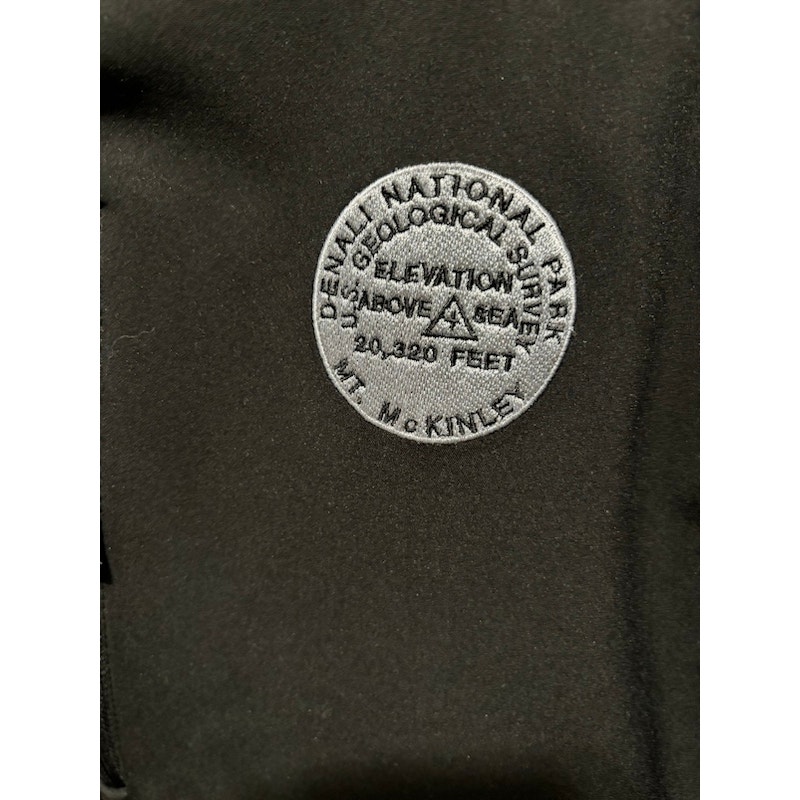 DENALI NATIONAL PARK
U.S. GEOLOGICAL SURVEY
ELEVATION
ABOVE SEA
20,320 FEET
MT. McKINLEY